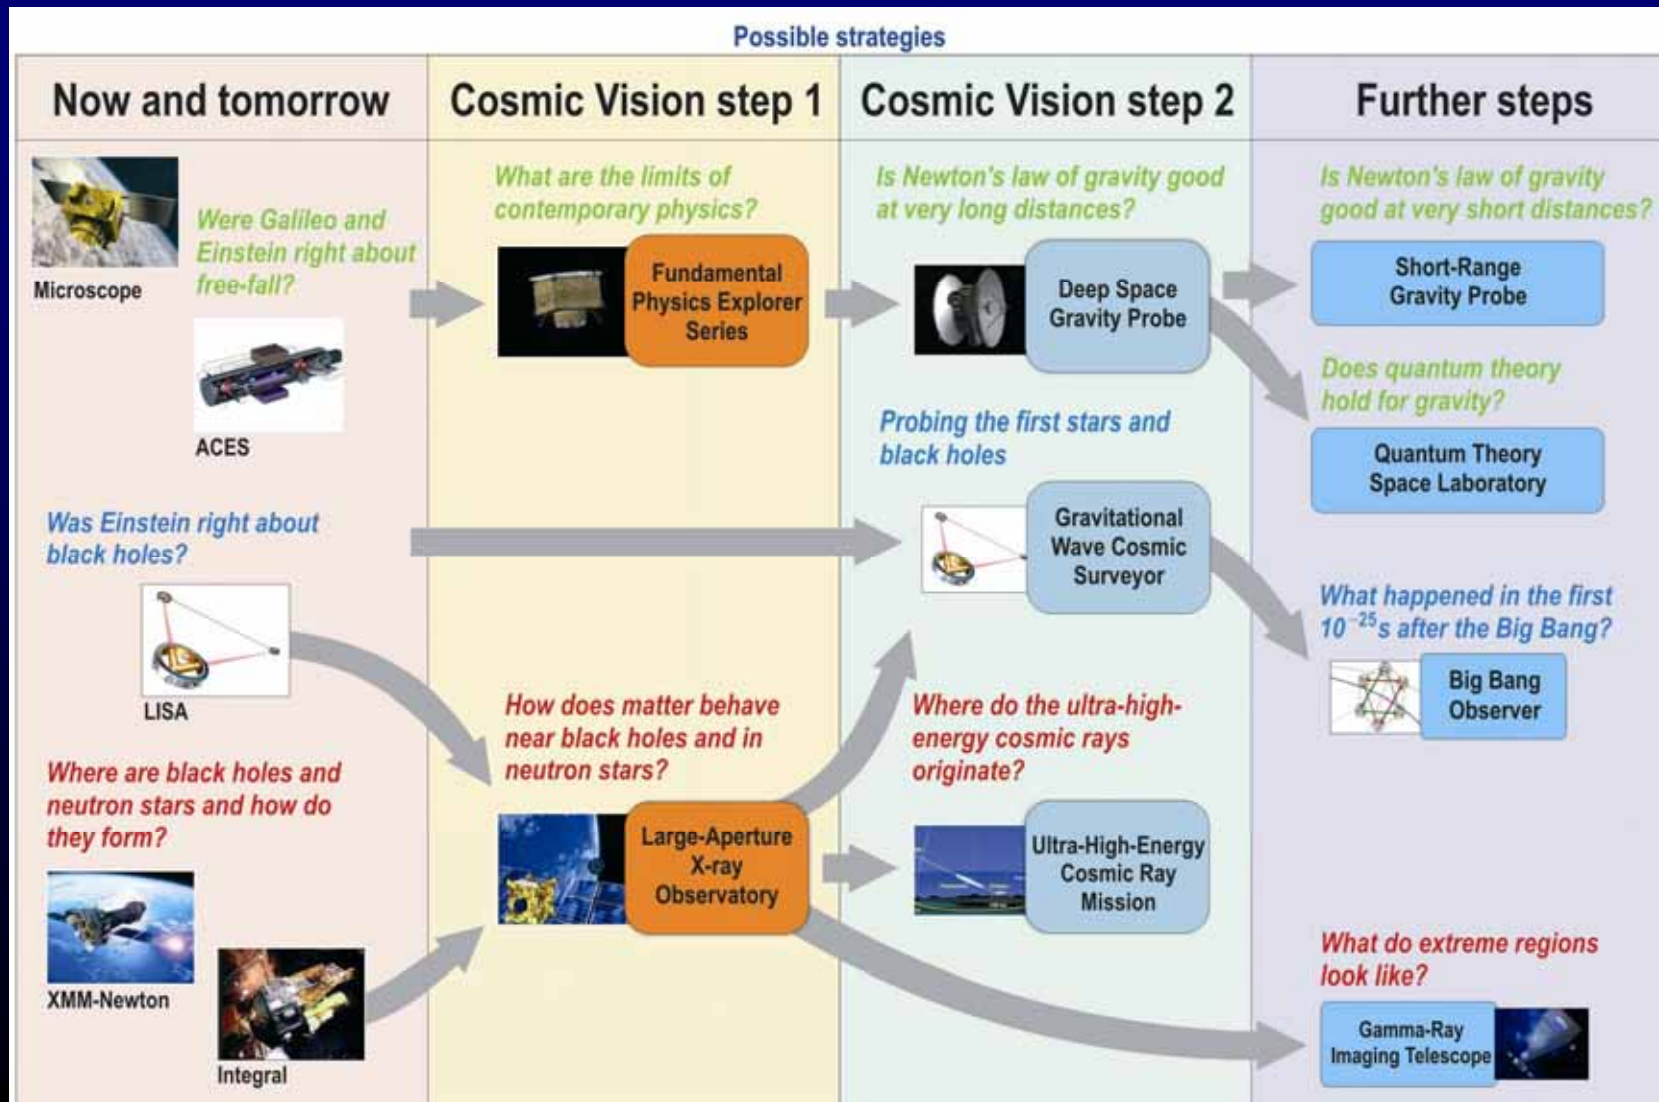 Possible strategies
Now and tomorrow
Microscope
Were Galileo and
Einstein right about
free-fall?
ACES
Was Einstein right about
black holes?
LISA
Where are black holes and
neutron stars and how do
they form?
XMM-Newton
Integral
Cosmic Vision step 1
What are the limits of
contemporary physics?
Fundamental
Physics Explorer
Series
How does matter behave
near black holes and in
neutron stars?
Large-Aperture
X-ray
Observatory
Cosmic Vision step 2
Is Newton's law of gravity good
at very long distances?
Deep Space
Gravity Probe
Probing the first stars and
black holes
Gravitational
Wave Cosmic
Surveyor
Where do the ultra-high-
energy cosmic rays
originate?
Ultra-High-Energy
Cosmic Ray
Mission
Further steps
Is Newton's law of gravity
good at very short distances?
Short-Range
Gravity Probe
Does quantum theory
hold for gravity?
Quantum Theory
Space Laboratory
What happened in the first
10⁻²⁵s after the Big Bang?
Big Bang
Observer
What do extreme regions
look like?
Gamma-Ray
Imaging Telescope